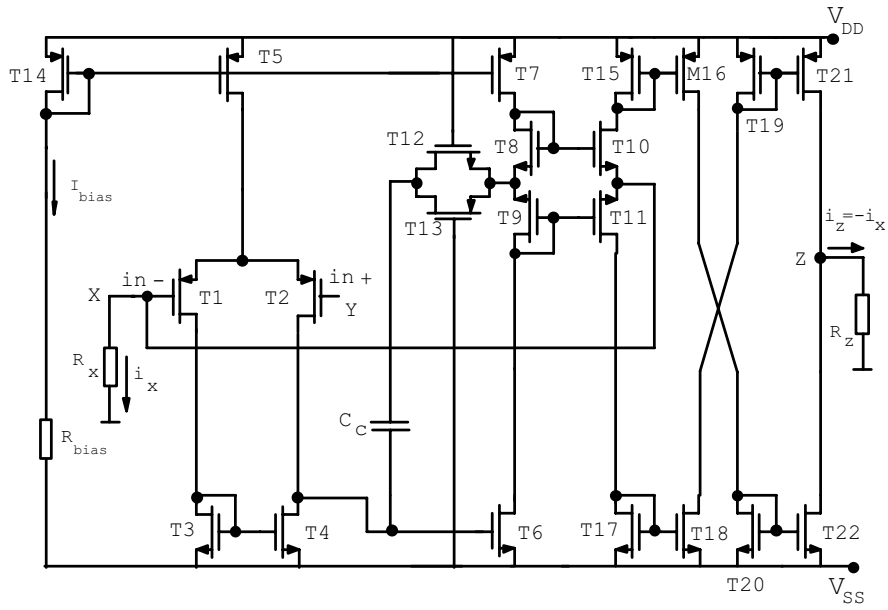 V_DD
T14
T5
T7
T15
M16
T21
T19
T12
T8
T10
I_bias
T9
T11
T13
i_z=-i_x
Z
in -
in +
X
T1
T2
Y
R_z
R_x
i_x
C_C
R_bias
T3
T4
T6
T17
T18
T22
T20
V_SS